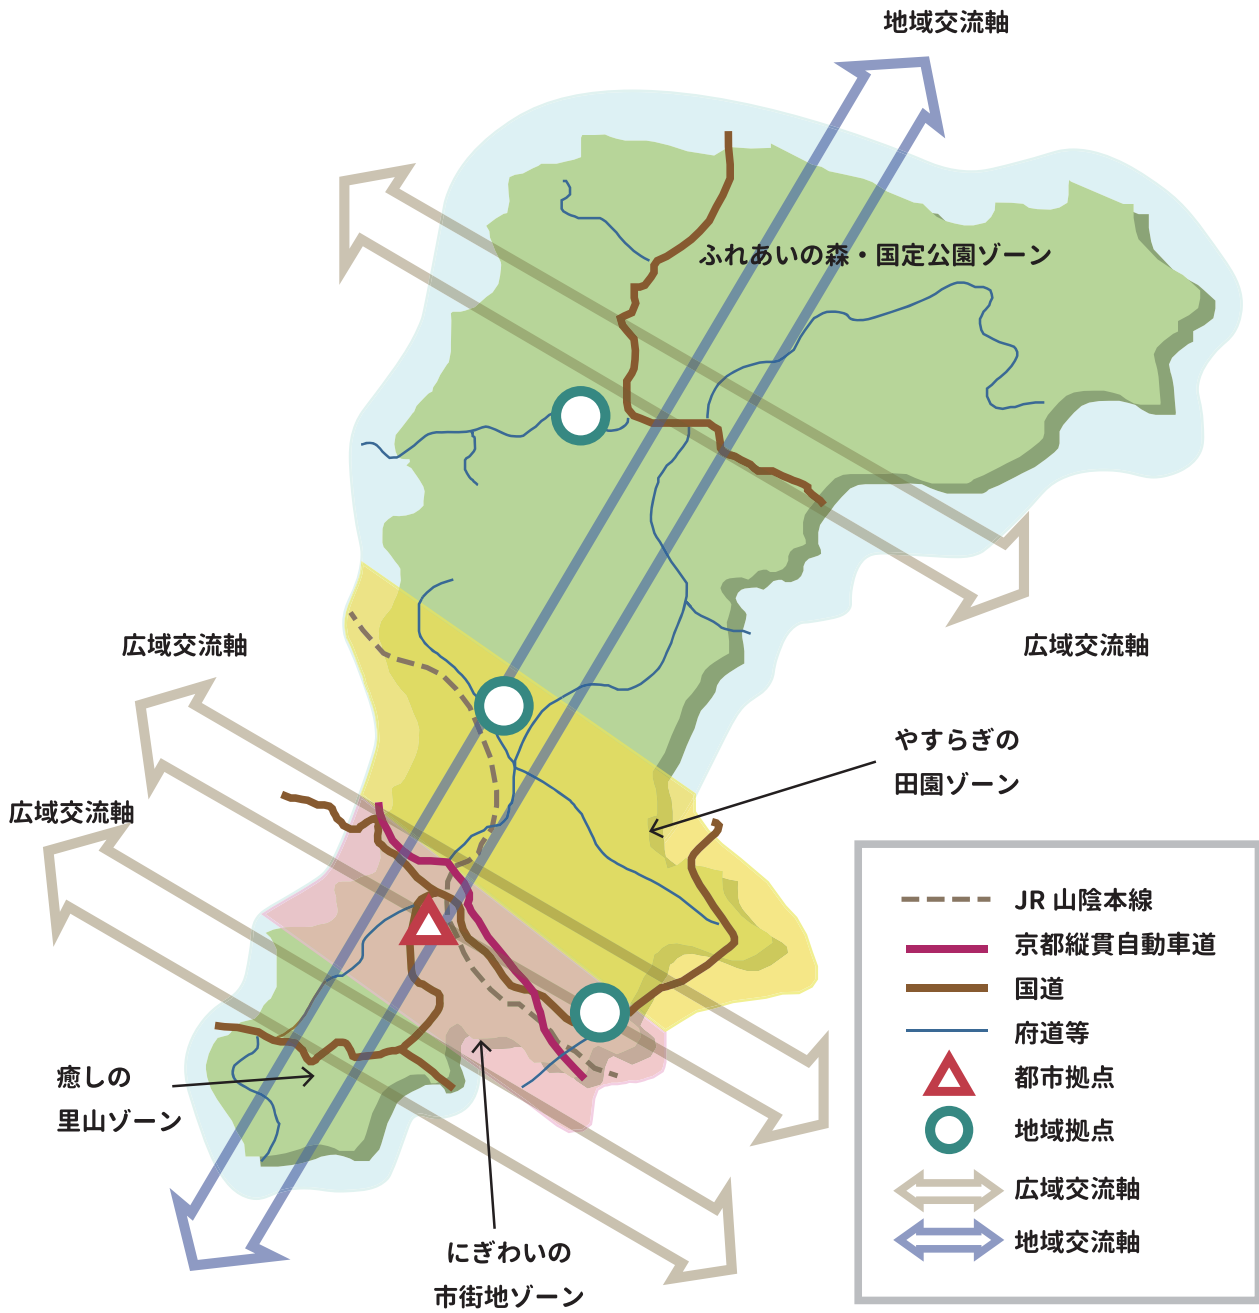 地域交流軸
ふれあいの森・国定公園ゾーン
広域交流軸
広域交流軸
やすらぎの
田園ゾーン
広域交流軸
JR 山陰本線
京都縦貫自動車道
国道
府道等
都市拠点
地域拠点
広域交流軸
地域交流軸
癒しの
里山ゾーン
にぎわいの
市街地ゾーン